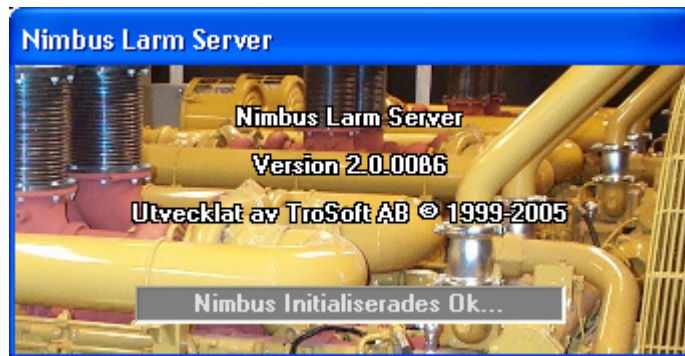 Nimbus Larm Server
Nimbus Larm Server
Version 2.0.0086
Utvecklat av TroSoft AB © 1999-2005
Nimbus Initialiserades Ok...